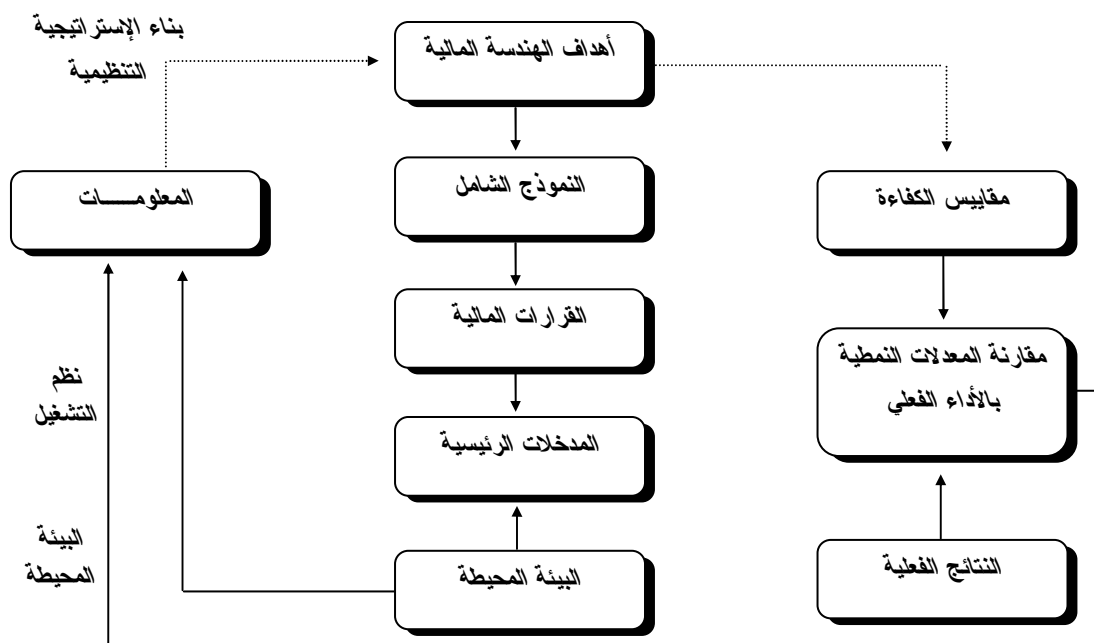 بناء الإستراتيجية
التنظيمية
أهداف الهندسة المالية
النموذج الشامل
المعلومـــــات
مقاييس الكفاءة
القرارات المالية
مقارنة المعدلات النمطية
بالأداء الفعلي
نظم
التشغيل
المدخلات الرئيسية
البيئة
المحيطة
البيئة المحيطة
النتائج الفعلية